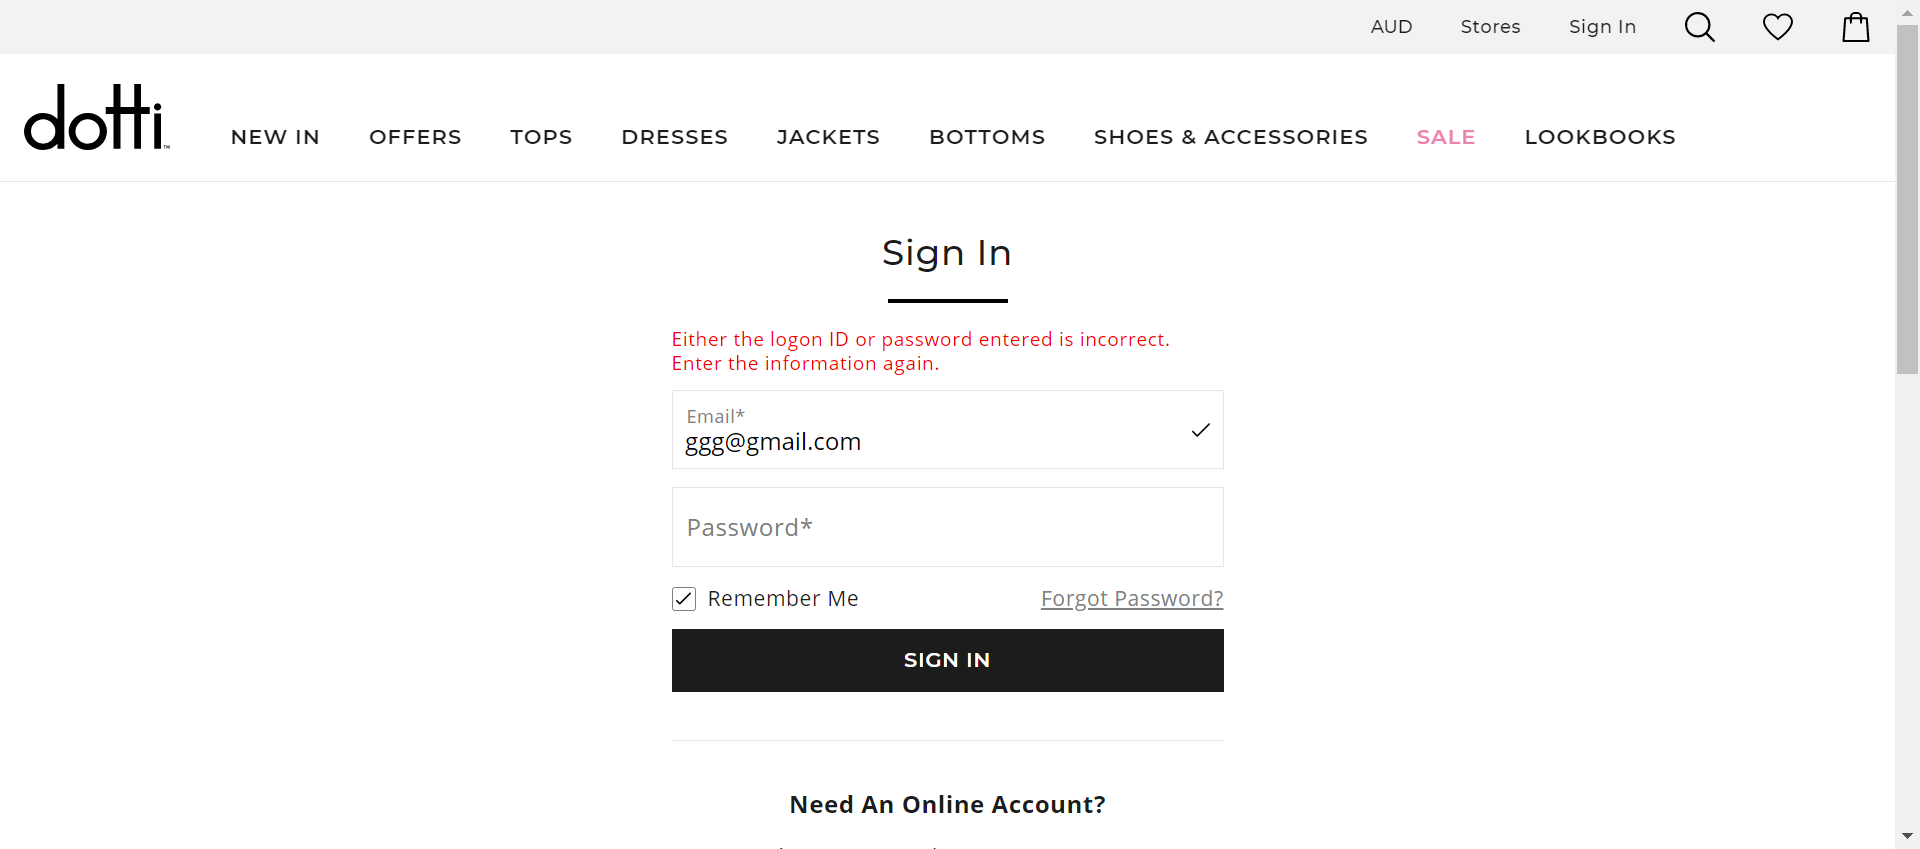 AUD Stores Sign In
dotti™
NEW IN OFFERS TOPS DRESSES JACKETS BOTTOMS SHOES & ACCESSORIES SALE LOOKBOOKS
Sign In
Either the logon ID or password entered is incorrect.
Enter the information again.
Email*
ggg@gmail.com
Password*
Remember Me Forgot Password?
SIGN IN
Need An Online Account?